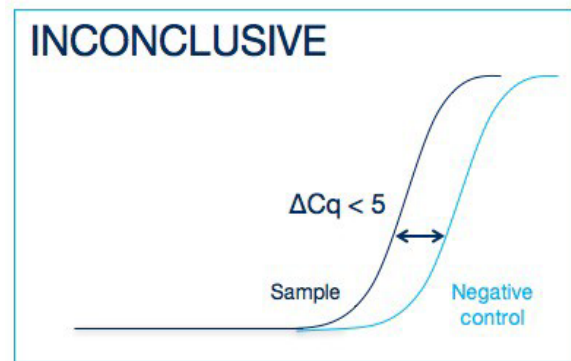 INCONCLUSIVE
ΔCq < 5
Sample
Negative
control